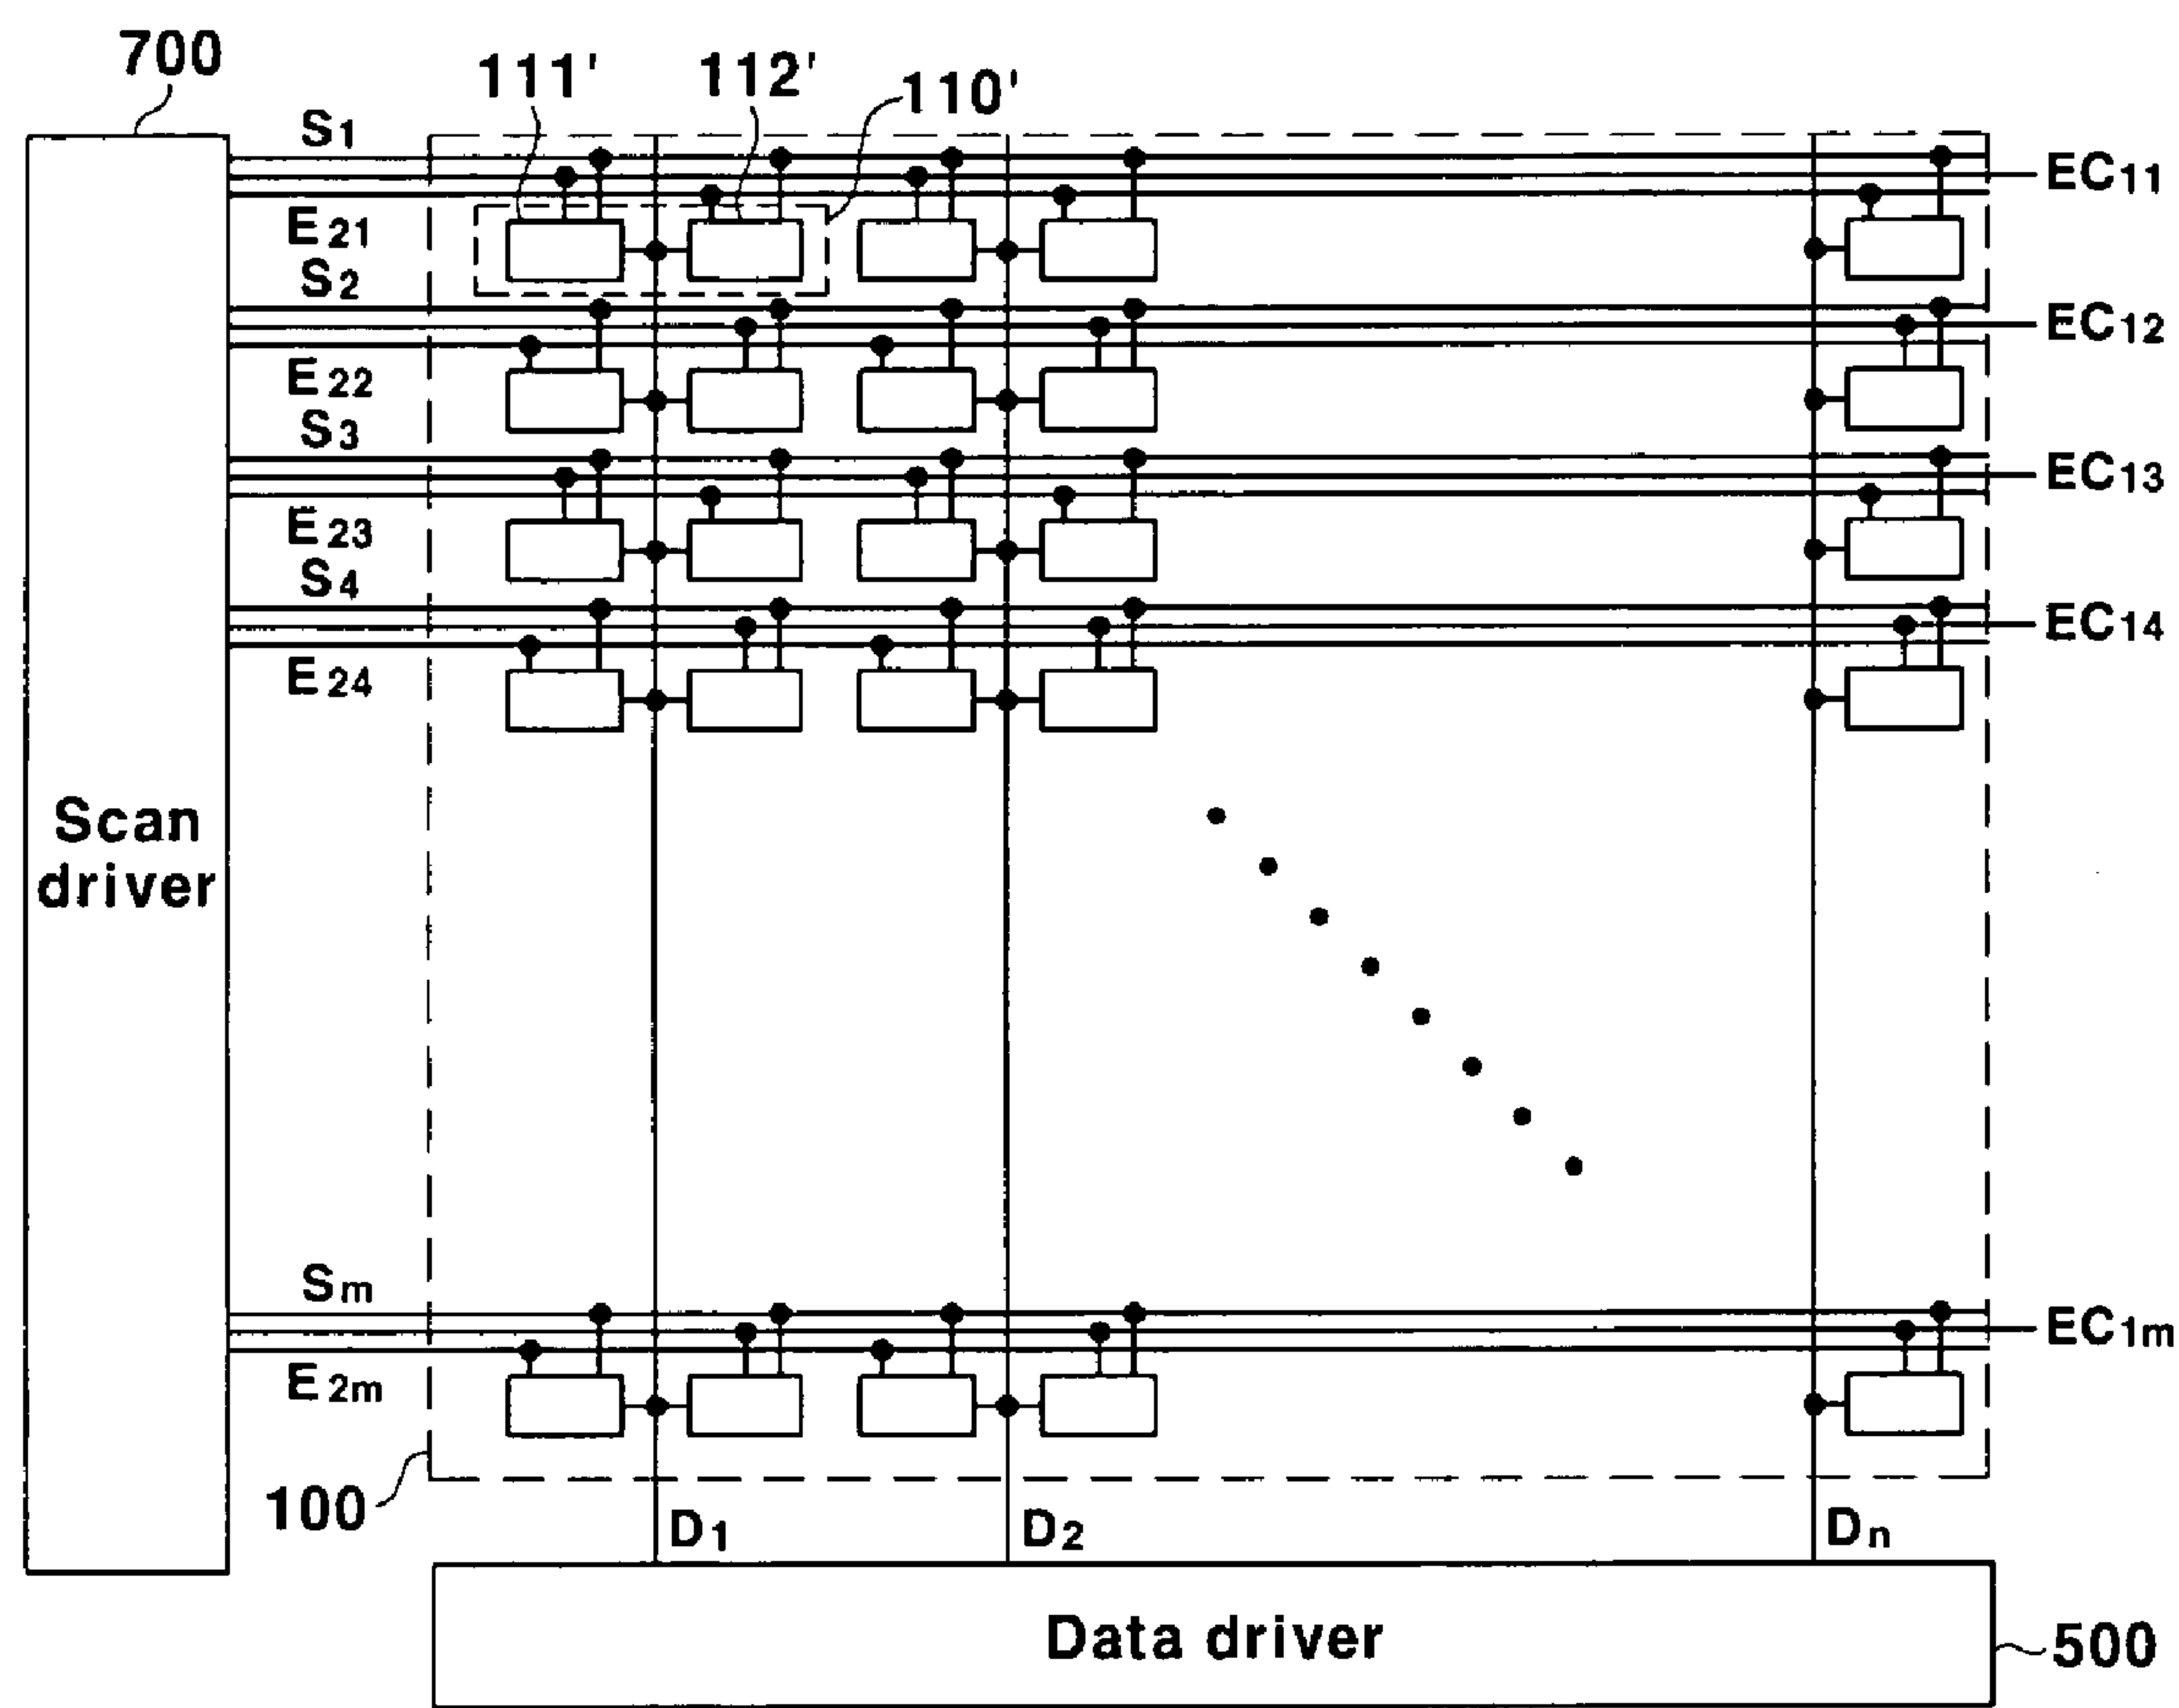 700
111'
112'
110'
S1
EC11
E21
S2
EC12
E22
S3
EC13
E23
S4
EC14
E24
Scan
driver
Sm
EC1m
E2m
100
D1
D2
Dn
Data driver
500